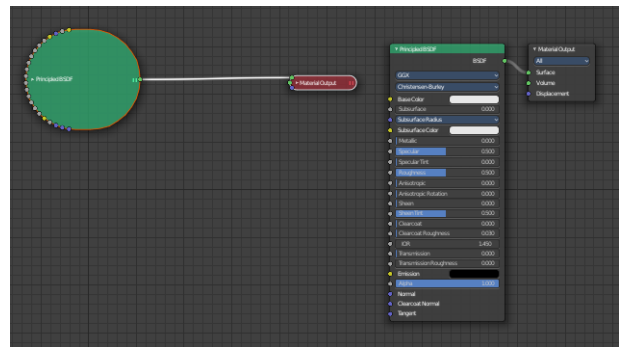 Principled BSDF
Material Output
Principled BSDF
BSDF
GGX
Christensen-Burley
Base Color
Subsurface 0.000
Subsurface Radius
Subsurface Color
Metallic 0.000
Specular 0.500
Specular Tint 0.000
Roughness 0.500
Anisotropic 0.000
Anisotropic Rotation 0.000
Sheen 0.000
Sheen Tint 0.500
Clearcoat 0.000
Clearcoat Roughness 0.030
IOR 1.450
Transmission 0.000
Transmission Roughness 0.000
Emission
Alpha 1.000
Normal
Clearcoat Normal
Tangent
Material Output
All
Surface
Volume
Displacement